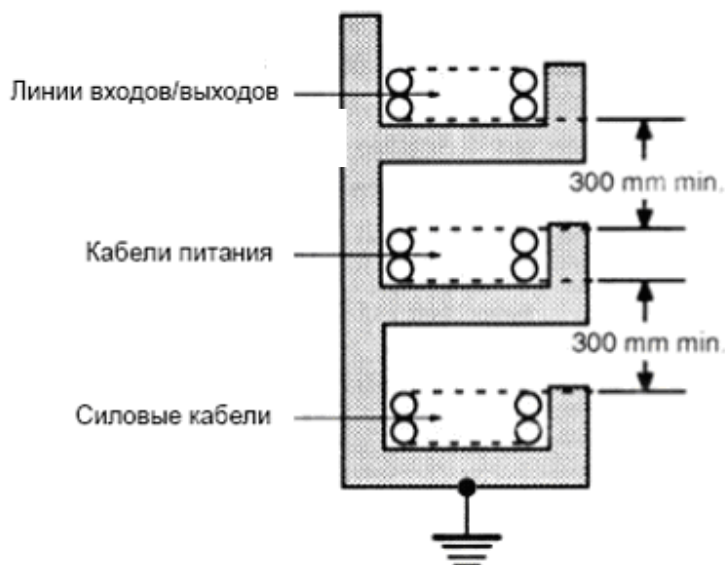 Линии входов/выходов
300 mm min.
Кабели питания
300 mm min.
Силовые кабели